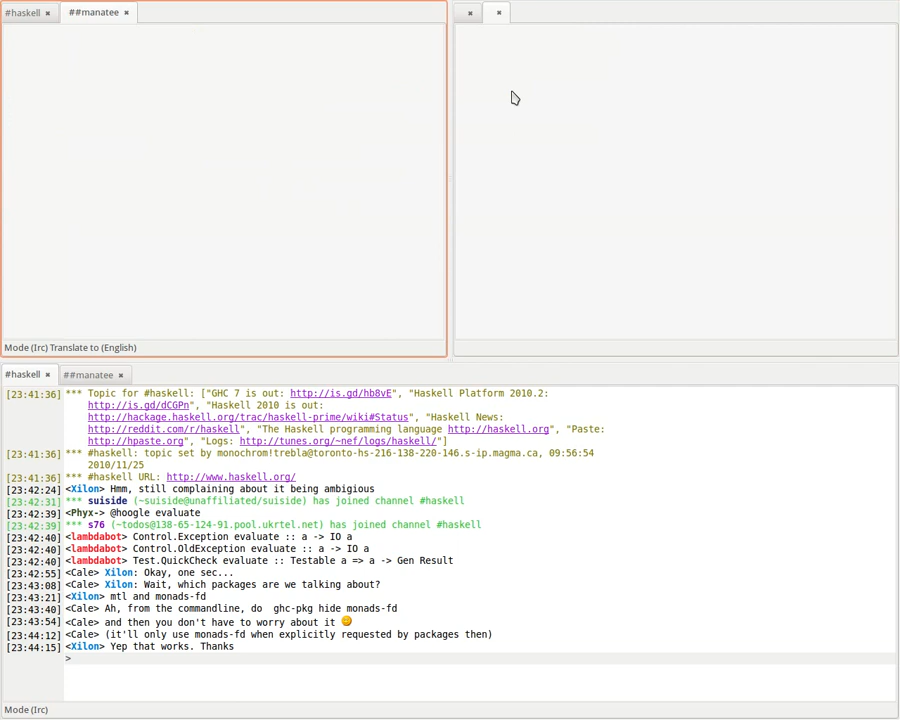 #haskell
##manatee
Mode (Irc) Translate to (English)
#haskell
##manatee
[23:41:36] *** Topic for #haskell: ["GHC 7 is out: http://is.gd/hb8vE", "Haskell Platform 2010.2:
http://is.gd/dCGPn", "Haskell 2010 is out:
http://hackage.haskell.org/trac/haskell-prime/wiki#Status", "Haskell News:
http://reddit.com/r/haskell", "The Haskell programming language http://haskell.org", "Paste:
http://hpaste.org", "Logs: http://tunes.org/~nef/logs/haskell/"]
[23:41:36] *** #haskell: topic set by monochrom!trebla@toronto-hs-216-138-220-146.s-ip.magma.ca, 09:56:54
2010/11/25
[23:41:36] *** #haskell URL: http://www.haskell.org/
[23:42:24] <Xilon> Hmm, still complaining about it being ambigious
[23:42:31] *** suiside (~suiside@unaffiliated/suiside) has joined channel #haskell
[23:42:39] <Phyx-> @hoogle evaluate
[23:42:39] *** s76 (~todos@138-65-124-91.pool.ukrtel.net) has joined channel #haskell
[23:42:40] <lambdabot> Control.Exception evaluate :: a -> IO a
[23:42:40] <lambdabot> Control.OldException evaluate :: a -> IO a
[23:42:40] <lambdabot> Test.QuickCheck evaluate :: Testable a => a -> Gen Result
[23:42:55] <Cale> Xilon: Okay, one sec...
[23:43:08] <Cale> Xilon: Wait, which packages are we talking about?
[23:43:21] <Xilon> mtl and monads-fd
[23:43:40] <Cale> Ah, from the commandline, do  ghc-pkg hide monads-fd
[23:43:54] <Cale> and then you don't have to worry about it
[23:44:12] <Cale> (it'll only use monads-fd when explicitly requested by packages then)
[23:44:15] <Xilon> Yep that works. Thanks
>
Mode (Irc)